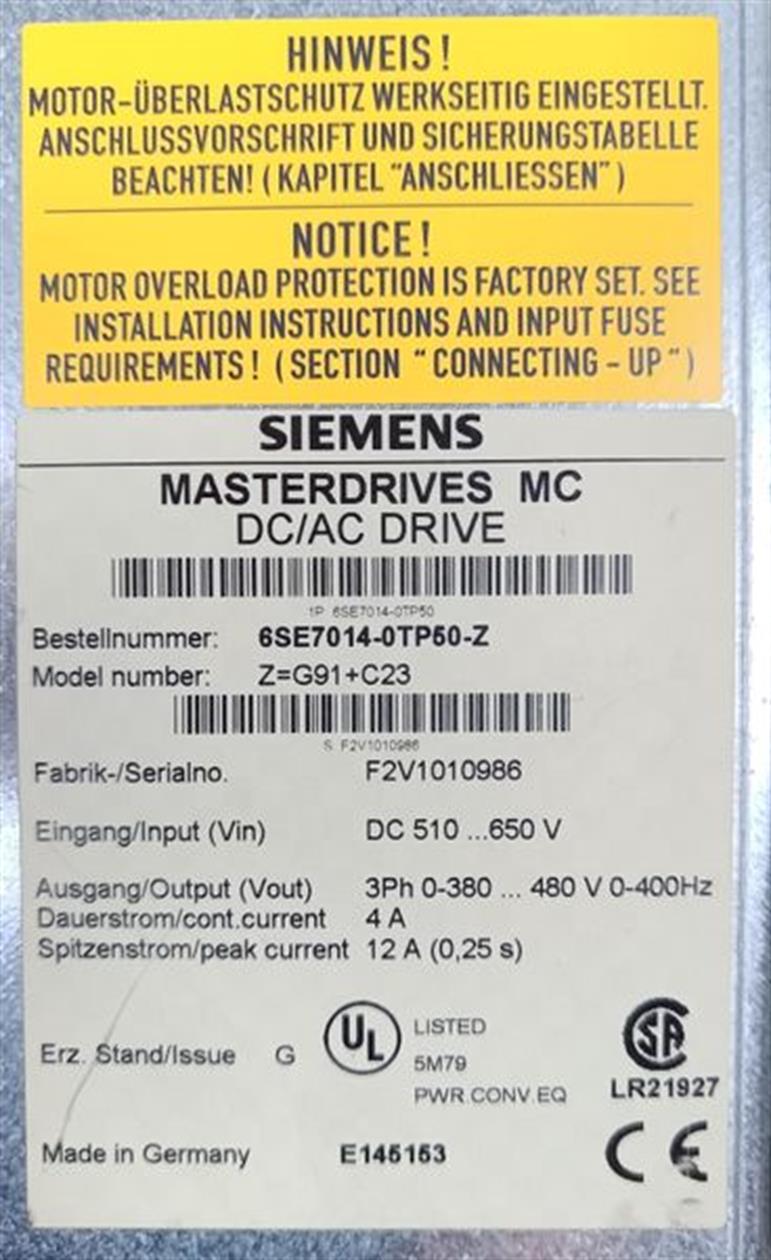 HINWEIS !
MOTOR-ÜBERLASTSCHUTZ WERKSEITIG EINGESTELLT.
ANSCHLUSSVORSCHRIFT UND SICHERUNGSTABELLE
BEACHTEN! ( KAPITEL "ANSCHLIESSEN" )
NOTICE !
MOTOR OVERLOAD PROTECTION IS FACTORY SET. SEE
INSTALLATION INSTRUCTIONS AND INPUT FUSE
REQUIREMENTS ! ( SECTION " CONNECTING - UP " )
SIEMENS
MASTERDRIVES MC
DC/AC DRIVE
1P 6SE7014-0TP50
Bestellnummer: 6SE7014-0TP50-Z
Model number: Z=G91+C23
S F2V1010986
Fabrik-/Serialno. F2V1010986
Eingang/Input (Vin) DC 510 ...650 V
Ausgang/Output (Vout) 3Ph 0-380 ... 480 V 0-400Hz
Dauerstrom/cont.current 4 A
Spitzenstrom/peak current 12 A (0,25 s)
Erz. Stand/Issue G
UL LISTED
5M79
PWR.CONV.EQ
SA
LR21927
Made in Germany E145153
CE